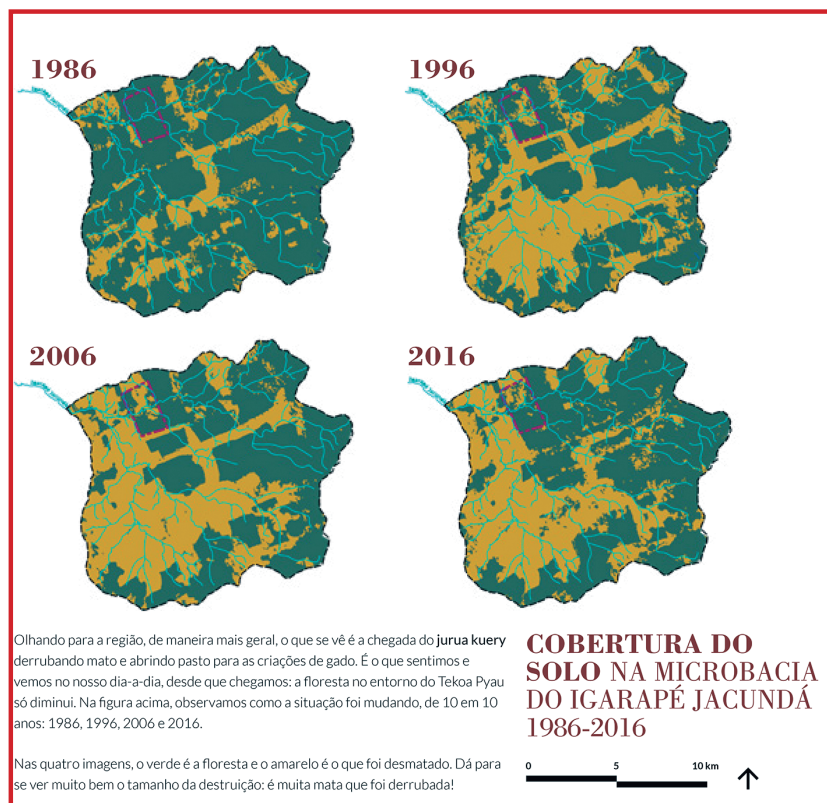 1986
1996
2006
2016
Olhando para a região, de maneira mais geral, o que se vê é a chegada do jurua kuery
derrubando mato e abrindo pasto para as criações de gado. É o que sentimos e
vemos no nosso dia-a-dia, desde que chegamos: a floresta no entorno do Tekoa Pyau
só diminui. Na figura acima, observamos como a situação foi mudando, de 10 em 10
anos: 1986, 1996, 2006 e 2016.
Nas quatro imagens, o verde é a floresta e o amarelo é o que foi desmatado. Dá para
se ver muito bem o tamanho da destruição: é muita mata que foi derrubada!
COBERTURA DO
SOLO NA MICROBACIA
DO IGARAPÉ JACUNDÁ
1986-2016
0 5 10 km